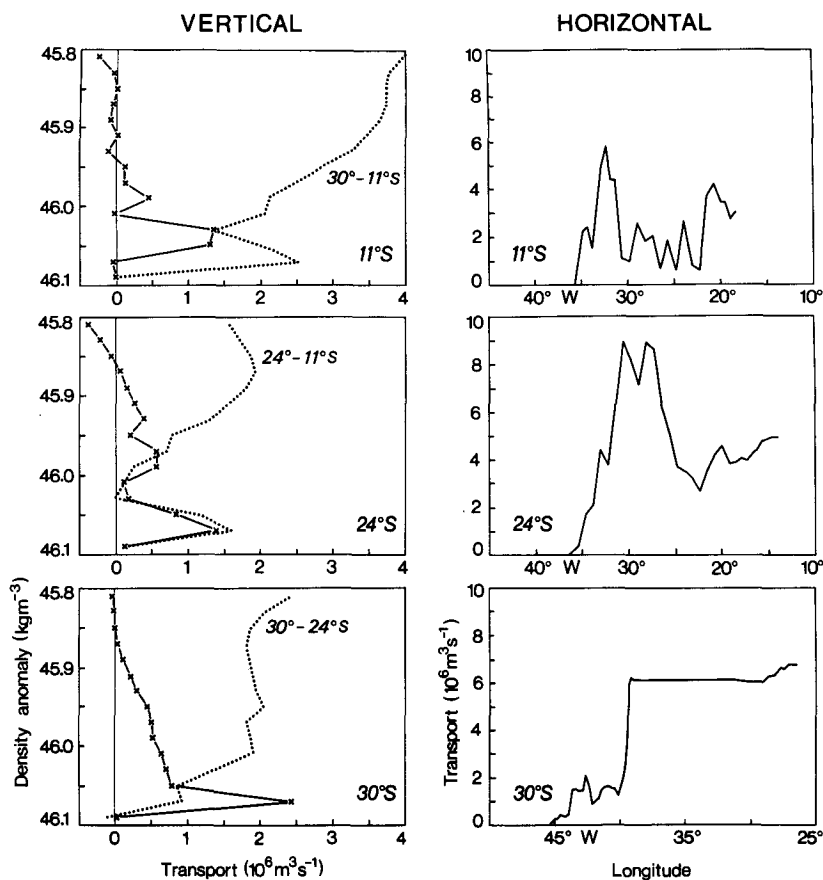 VERTICAL
HORIZONTAL
45.8
45.9
46.0
46.1
30°-11°S
11°S
0
1
2
3
4
10
8
6
4
2
0
11°S
40° W 30° 20° 10°
45.8
45.9
46.0
46.1
24°-11°S
24°S
0
1
2
3
4
10
8
6
4
2
0
24°S
40° W 30° 20° 10°
Density anomaly (kgm⁻³)
45.8
45.9
46.0
46.1
30°-24°S
30°S
0
1
2
3
4
Transport (10⁶m³s⁻¹)
Transport (10⁶m³s⁻¹)
10
8
6
4
2
0
30°S
45° W 35° 25°
Longitude